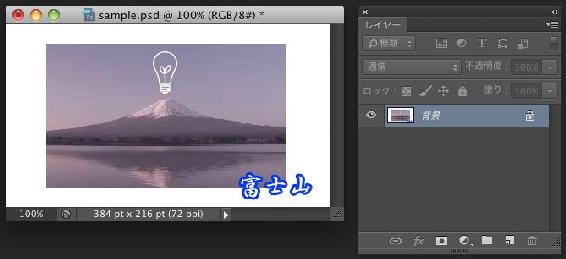 sample.psd @ 100% (RGB/8#) *
富士山
100%
384 pt x 216 pt (72 ppi)
レイヤー
種類
通常
不透明度: 100%
ロック:
塗り: 100%
背景
fx